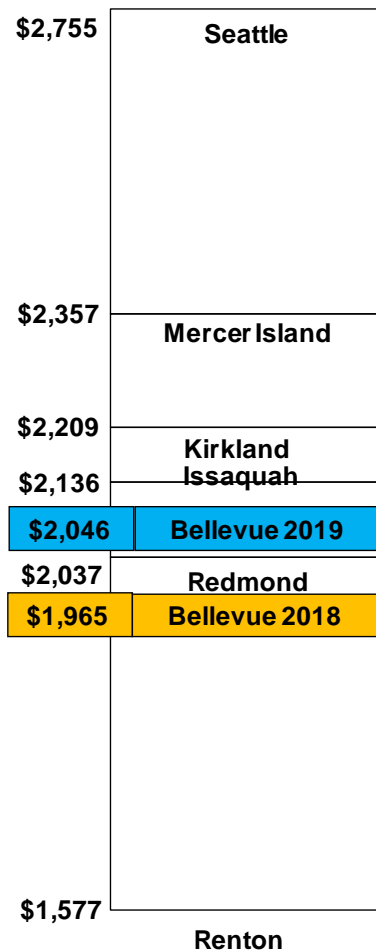 $2,755 Seattle
$2,357
Mercer Island
$2,209
Kirkland
$2,136 Issaquah
$2,046 Bellevue 2019
$2,037 Redmond
$1,965 Bellevue 2018
$1,577
Renton